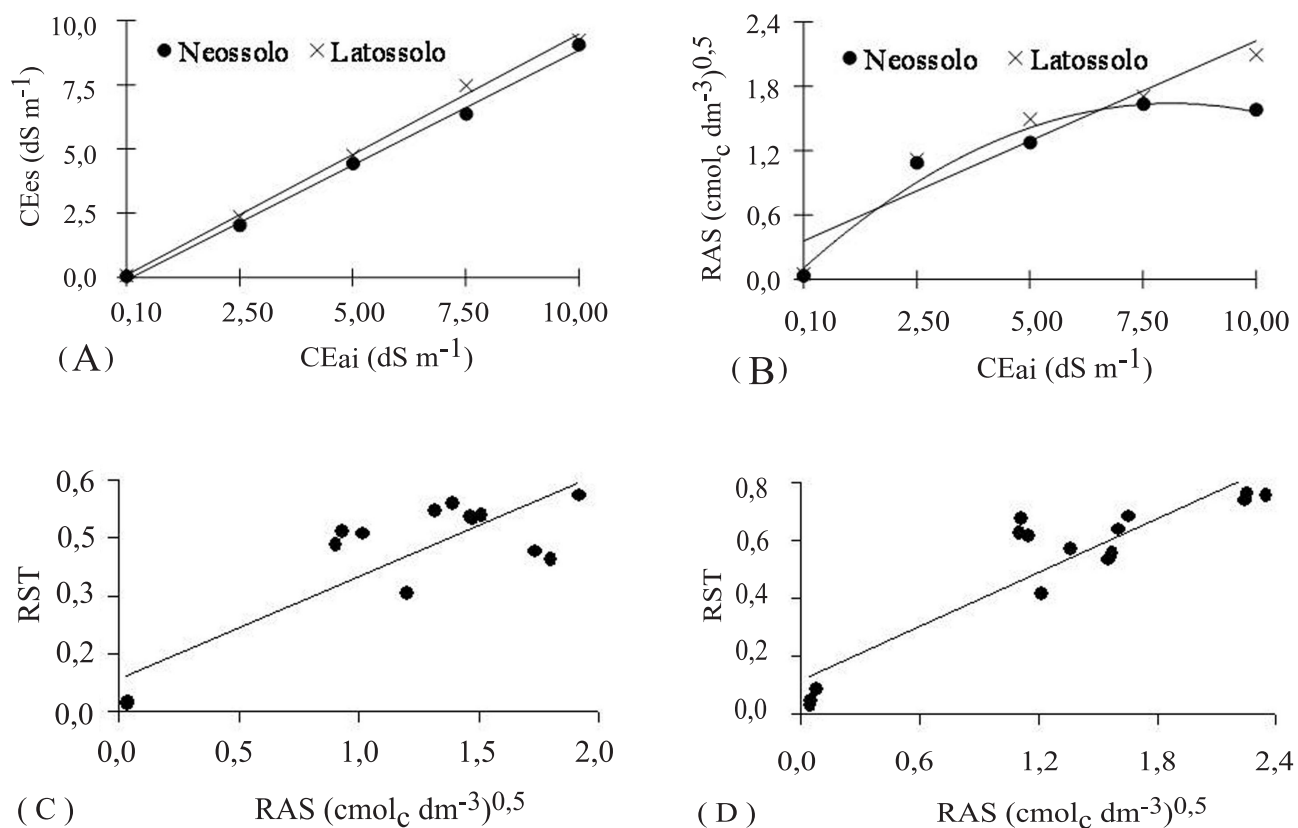 10,0
7,5
5,0
2,5
0,0
CEes (dS m-1)
● Neossolo × Latossolo
0,10 2,50 5,00 7,50 10,00
CEai (dS m-1)
(A)
2,4
1,8
1,2
0,6
0,0
RAS (cmolc dm-3)0,5
● Neossolo × Latossolo
0,10 2,50 5,00 7,50 10,00
CEai (dS m-1)
(B)
0,6
0,5
0,3
0,2
0,0
RST
0,0 0,5 1,0 1,5 2,0
RAS (cmolc dm-3)0,5
(C)
0,8
0,6
0,4
0,2
0,0
RST
0,0 0,6 1,2 1,8 2,4
RAS (cmolc dm-3)0,5
(D)